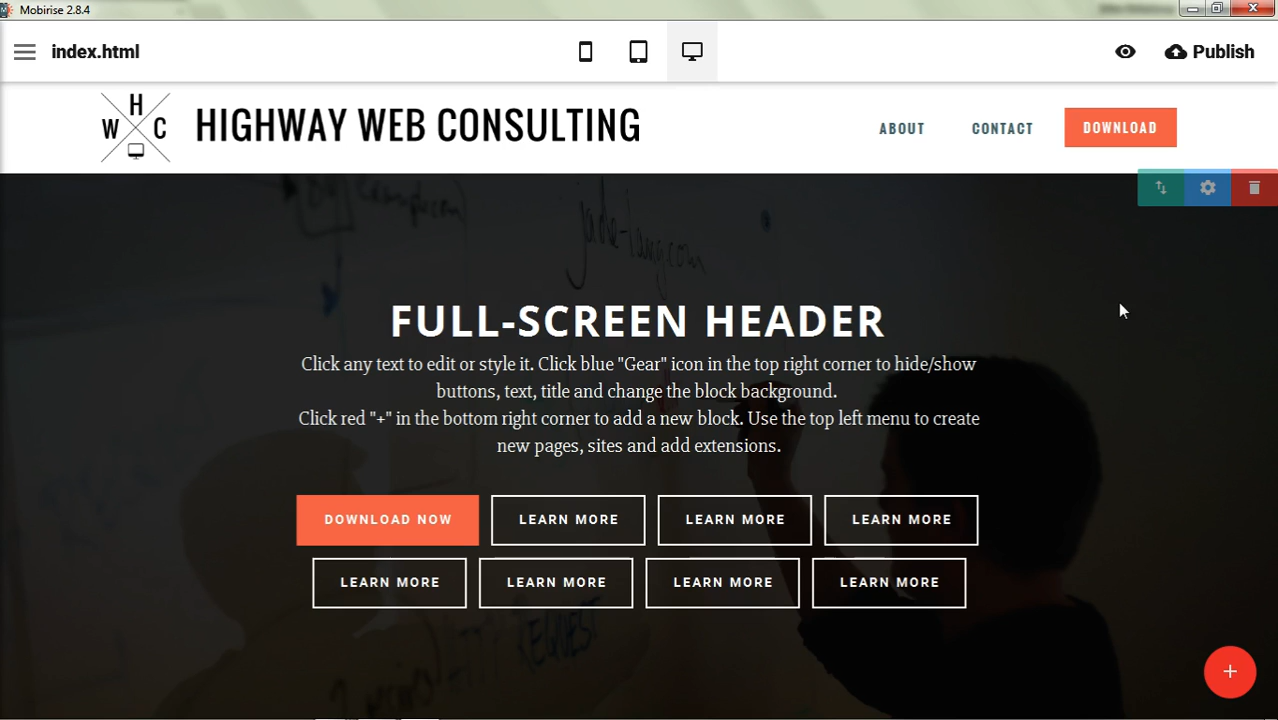 Mobirise 2.8.4
index.html
Publish
H
W C
HIGHWAY WEB CONSULTING
ABOUT
CONTACT
DOWNLOAD
jade-lang.com
FULL-SCREEN HEADER
Click any text to edit or style it. Click blue "Gear" icon in the top right corner to hide/show
buttons, text, title and change the block background.
Click red "+" in the bottom right corner to add a new block. Use the top left menu to create
new pages, sites and add extensions.
DOWNLOAD NOW
LEARN MORE
LEARN MORE
LEARN MORE
LEARN MORE
LEARN MORE
LEARN MORE
LEARN MORE
REQUEST
+